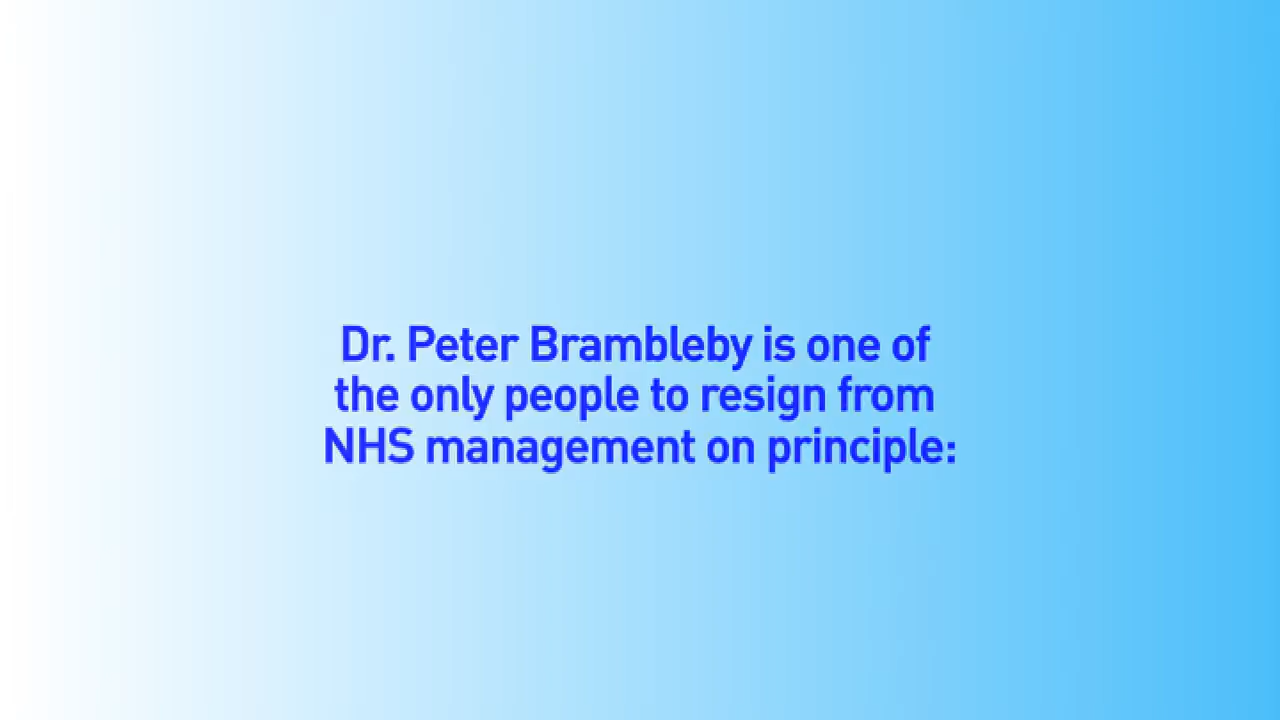 Dr. Peter Brambleby is one of
the only people to resign from
NHS management on principle: